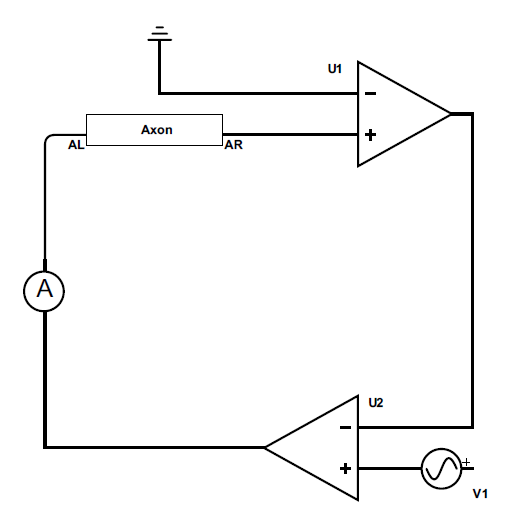 U1
−
+
Axon
AL
AR
A
U2
−
+
+
V1